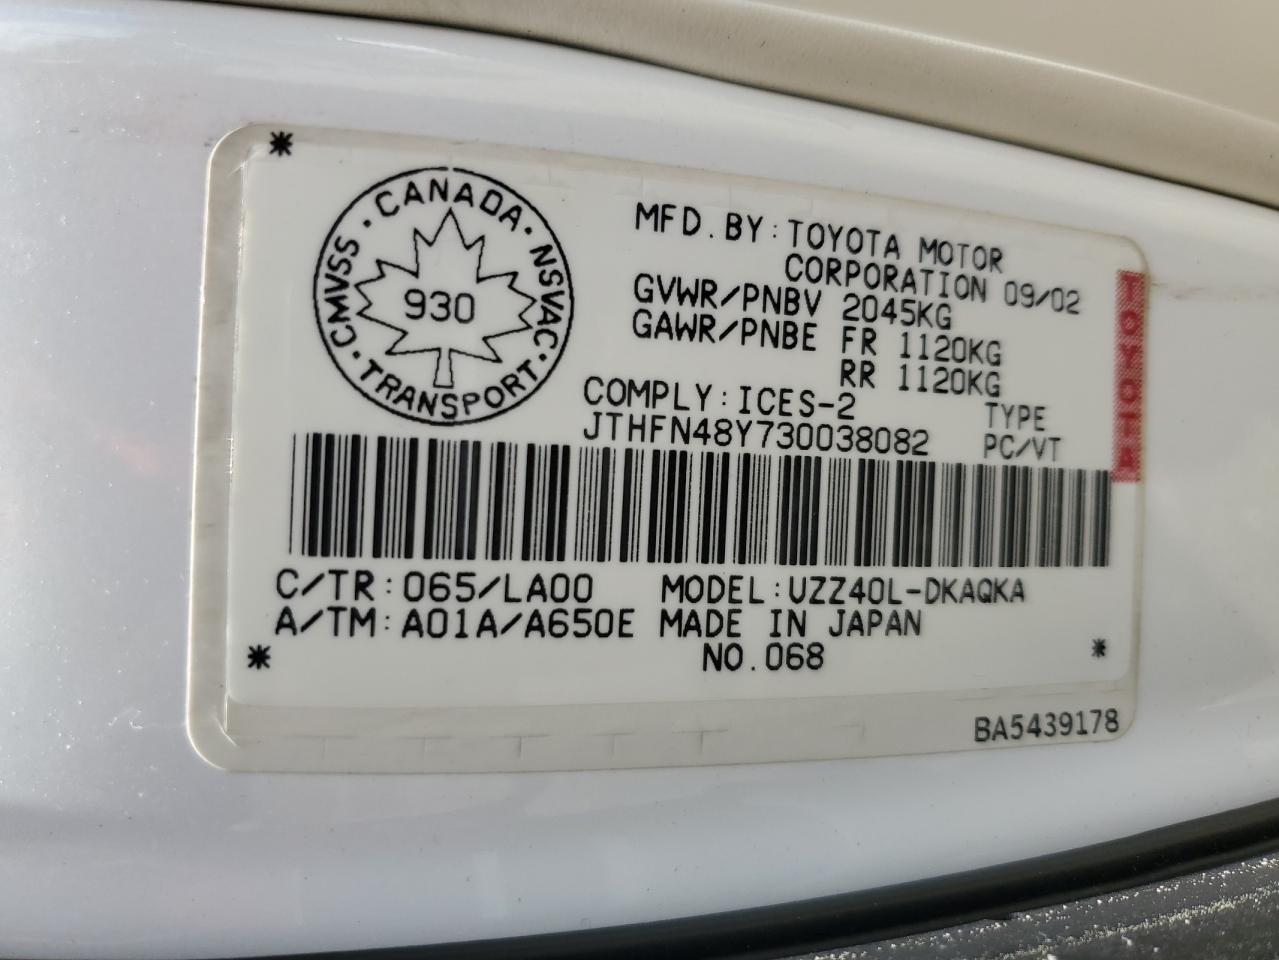 *
CANADA · NSVAC · TRANSPORT · CMVSS ·
930
MFD. BY: TOYOTA MOTOR
CORPORATION 09/02
GVWR/PNBV 2045KG
GAWR/PNBE FR 1120KG
RR 1120KG
COMPLY: ICES-2
TYPE
JTHFN48Y730038082
PC/VT
TOYOTA
C/TR: 065/LA00 MODEL: UZZ40L-DKAQKA
A/TM: A01A/A650E MADE IN JAPAN
* NO. 068 *
BA5439178